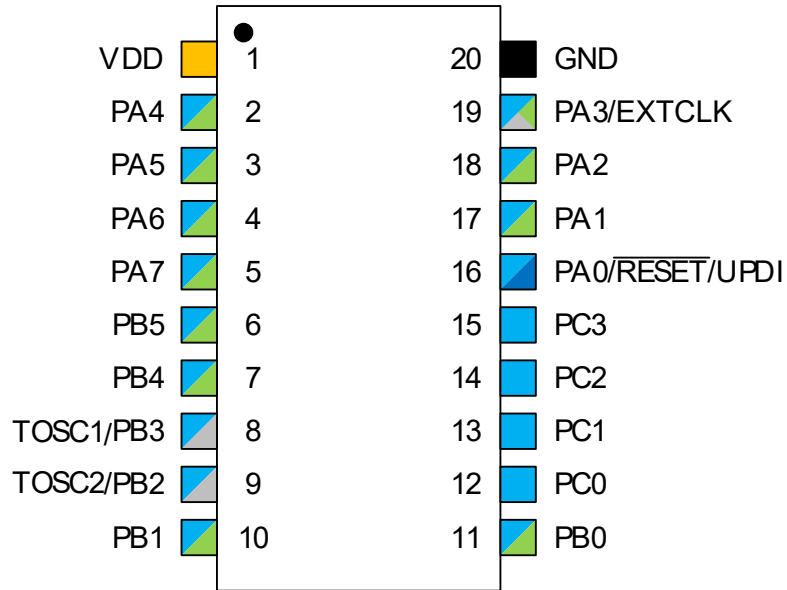 VDD 1 20 GND
PA4 2 19 PA3/EXTCLK
PA5 3 18 PA2
PA6 4 17 PA1
PA7 5 16 PA0/RESET/UPDI
PB5 6 15 PC3
PB4 7 14 PC2
TOSC1/PB3 8 13 PC1
TOSC2/PB2 9 12 PC0
PB1 10 11 PB0